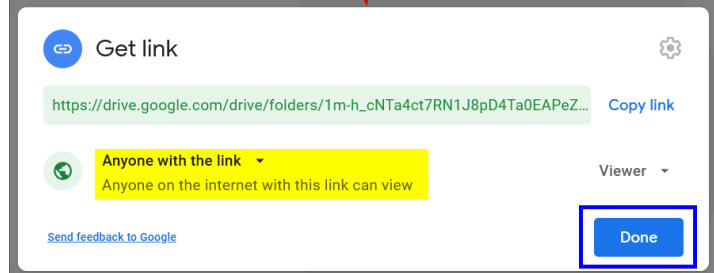 Get link
https://drive.google.com/drive/folders/1m-h_cNTa4ct7RN1J8pD4Ta0EAPeZ... Copy link
Anyone with the link
Anyone on the internet with this link can view
Viewer
Send feedback to Google
Done